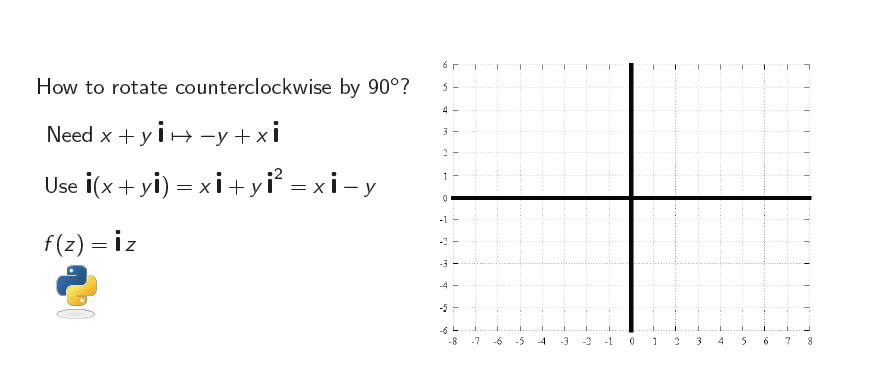 How to rotate counterclockwise by 90°?
Need x + y i ↦ −y + x i
Use i(x + yi) = x i + y i² = x i − y
f(z) = i z
6
5
4
3
2
1
0
-1
-2
-3
-4
-5
-6
-8 -7 -6 -5 -4 -3 -2 -1 0 1 2 3 4 5 6 7 8